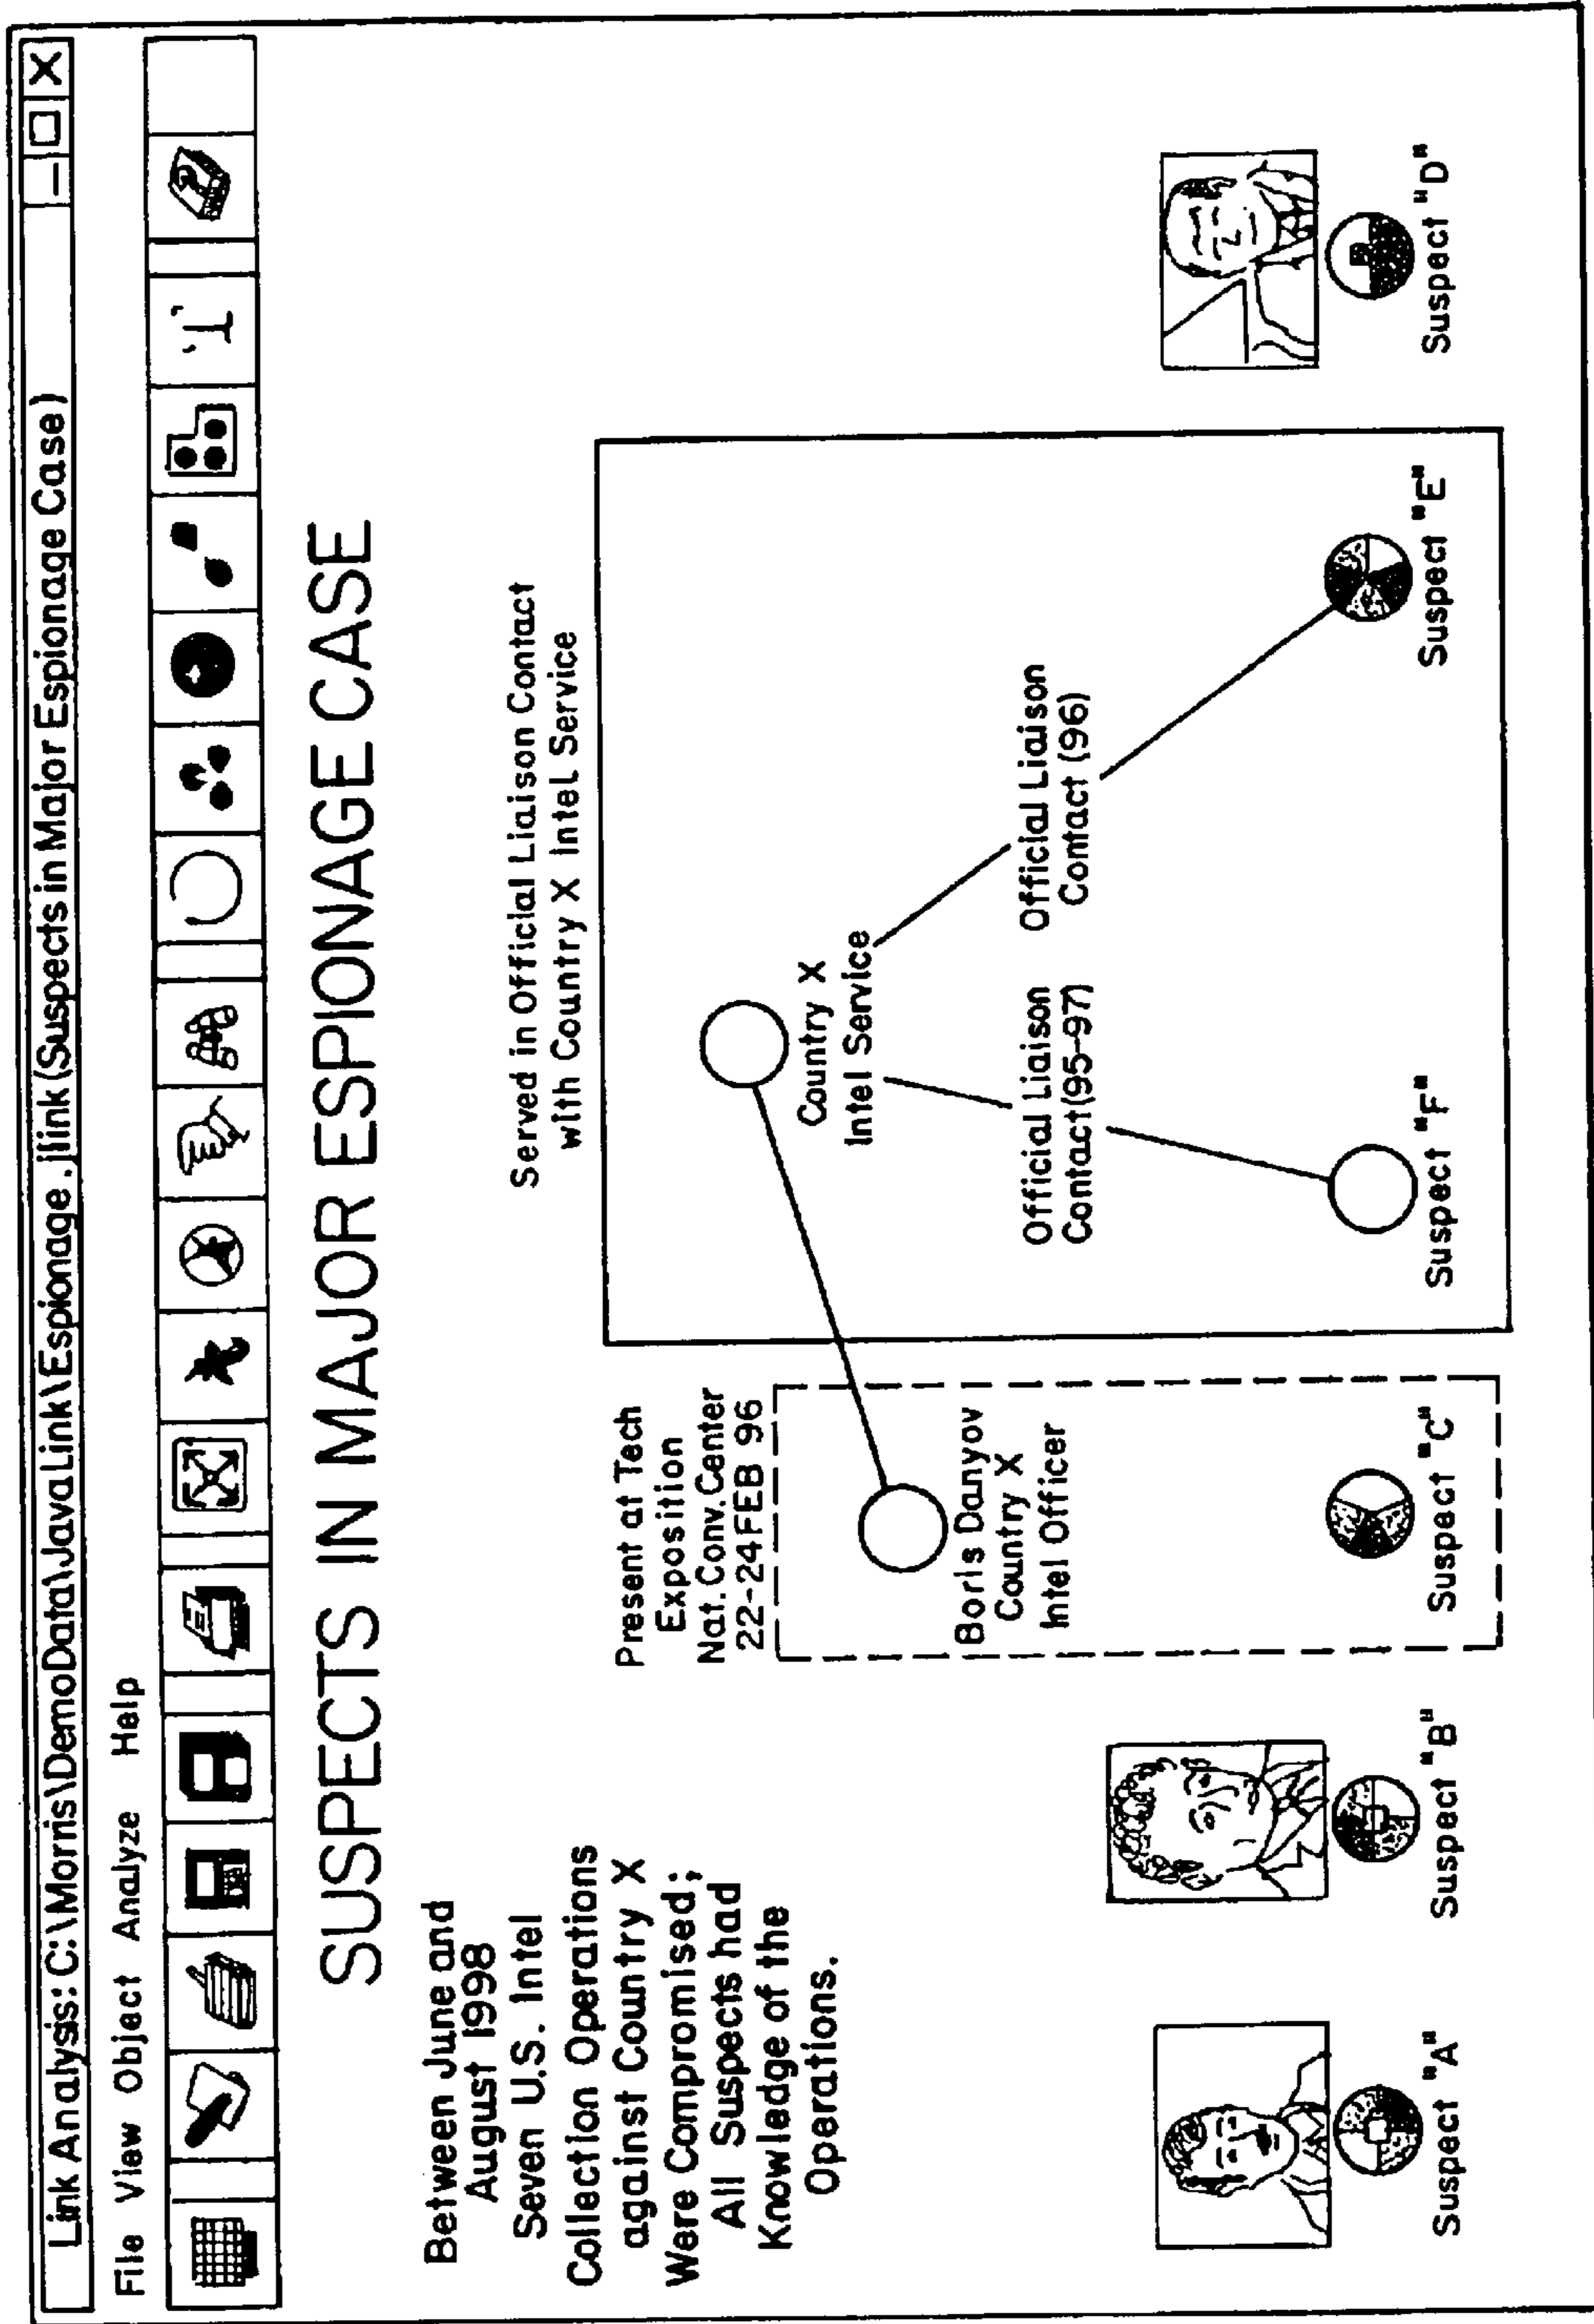 Link Analysis: C:\Morris\DemoData\JavaLink\Espionage.jlink (Suspects in Major Espionage Case)
File View Object Analyze Help
T
SUSPECTS IN MAJOR ESPIONAGE CASE
Between June and
August 1998
Seven U.S. Intel
Collection Operations
against Country X
Were Compromised;
All Suspects had
Knowledge of the
Operations.
Served in Official Liaison Contact
with Country X Intel Service
Present at Tech
Exposition
Nat. Conv. Center
22-24FEB 96
Country X
Intel Service
Boris Danyov
Country X
Intel Officer
Official Liaison
Contact(95-97)
Official Liaison
Contact (96)
Suspect "A"
Suspect "B"
Suspect "C"
Suspect "F"
Suspect "E"
Suspect "D"